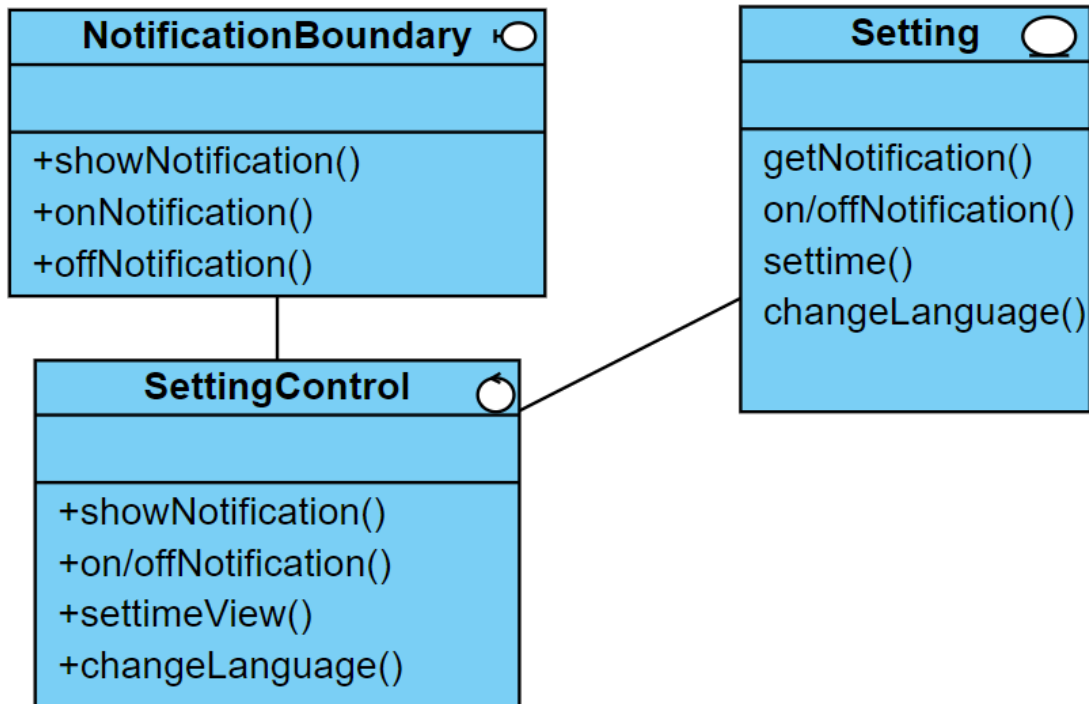 NotificationBoundary
+showNotification()
+onNotification()
+offNotification()
Setting
getNotification()
on/offNotification()
settime()
changeLanguage()
SettingControl
+showNotification()
+on/offNotification()
+settimeView()
+changeLanguage()